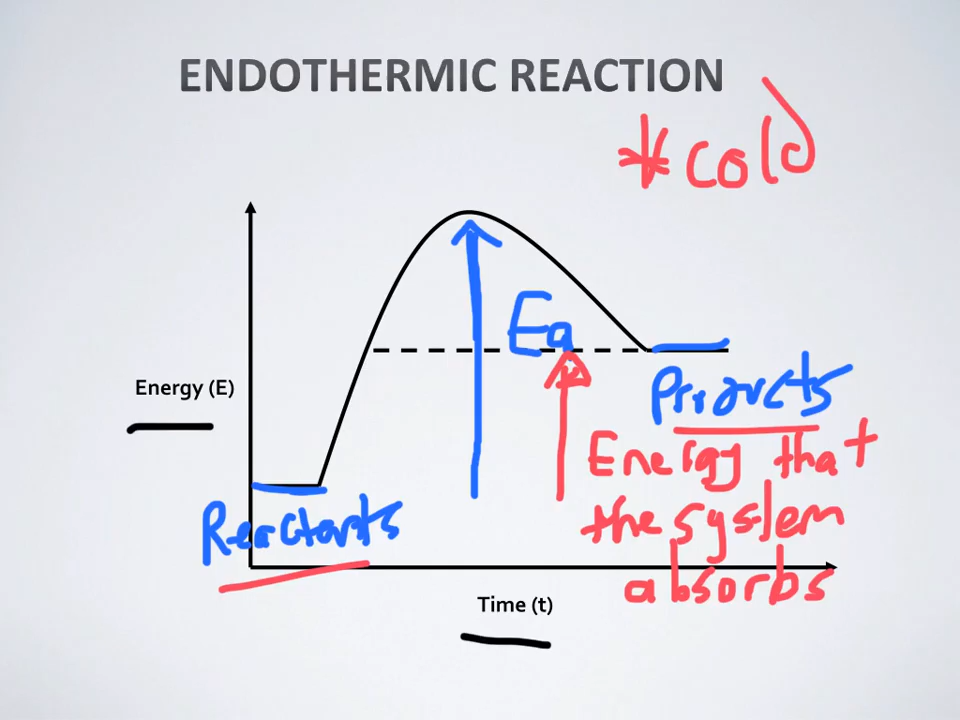 ENDOTHERMIC REACTION
*cold
Ea
Energy (E)
Products
Energy that
the system
absorbs
Reactants
Time (t)